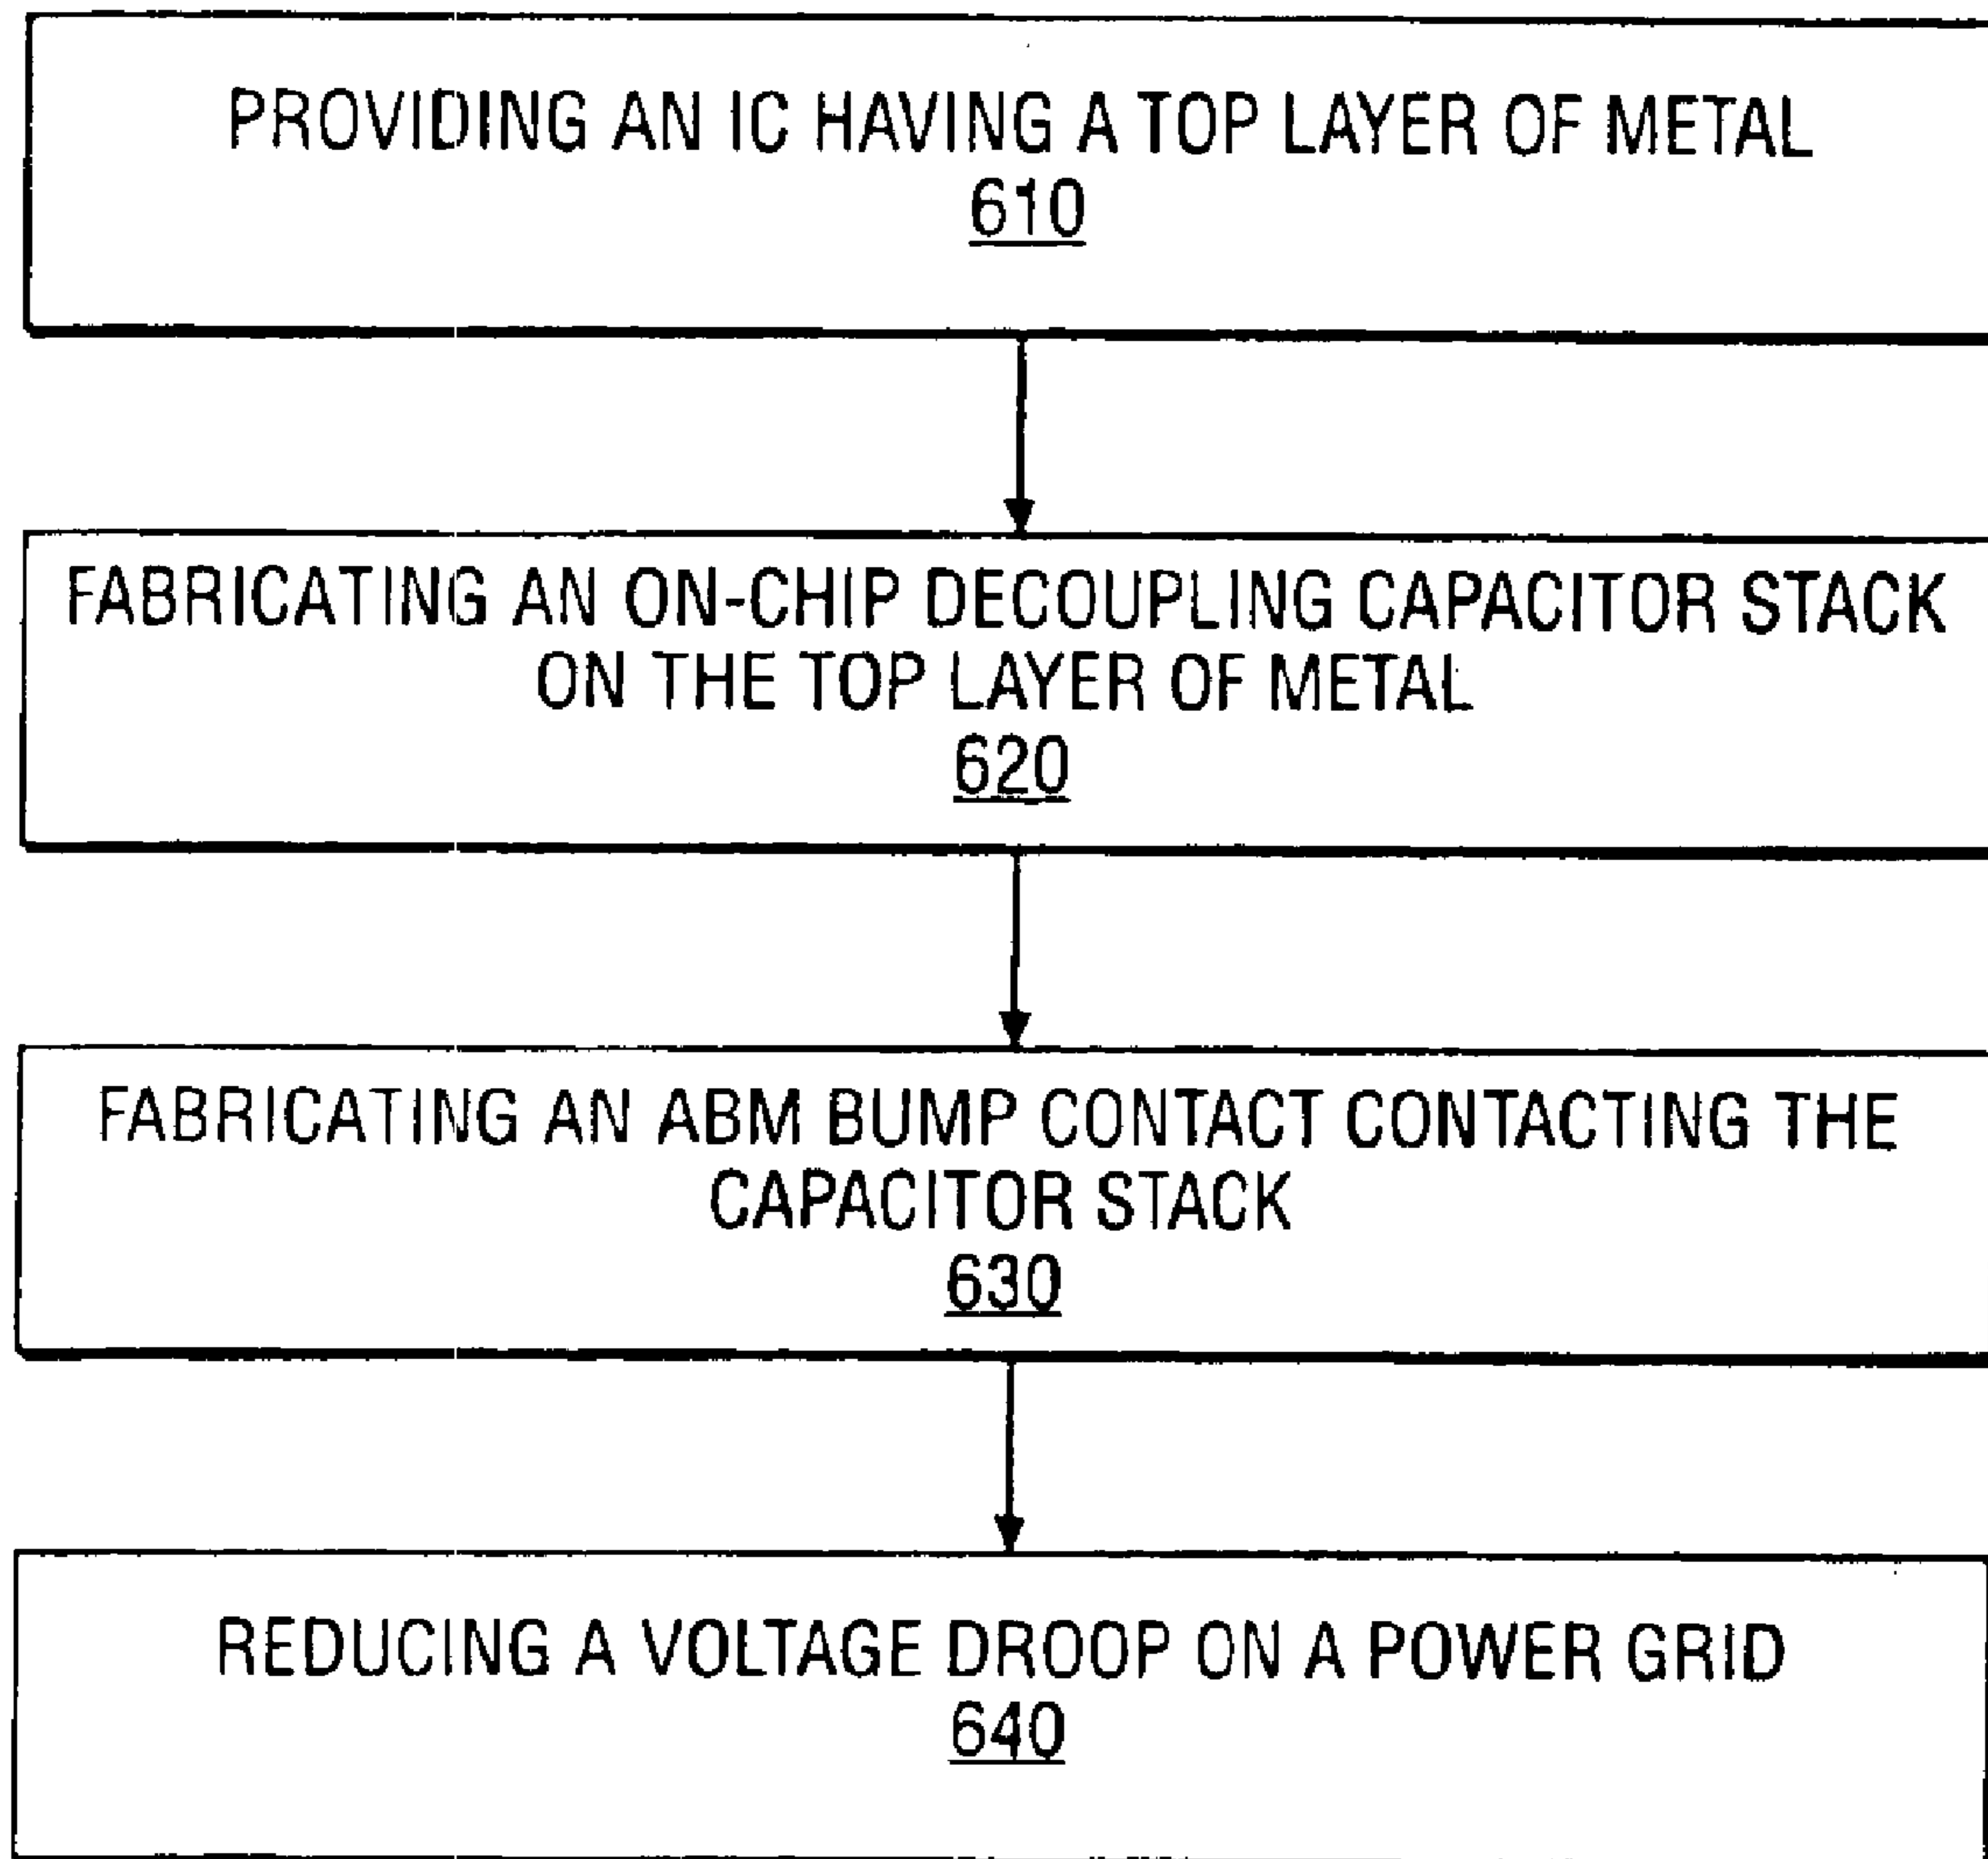 PROVIDING AN IC HAVING A TOP LAYER OF METAL
610
FABRICATING AN ON-CHIP DECOUPLING CAPACITOR STACK
ON THE TOP LAYER OF METAL
620
FABRICATING AN ABM BUMP CONTACT CONTACTING THE
CAPACITOR STACK
630
REDUCING A VOLTAGE DROOP ON A POWER GRID
640